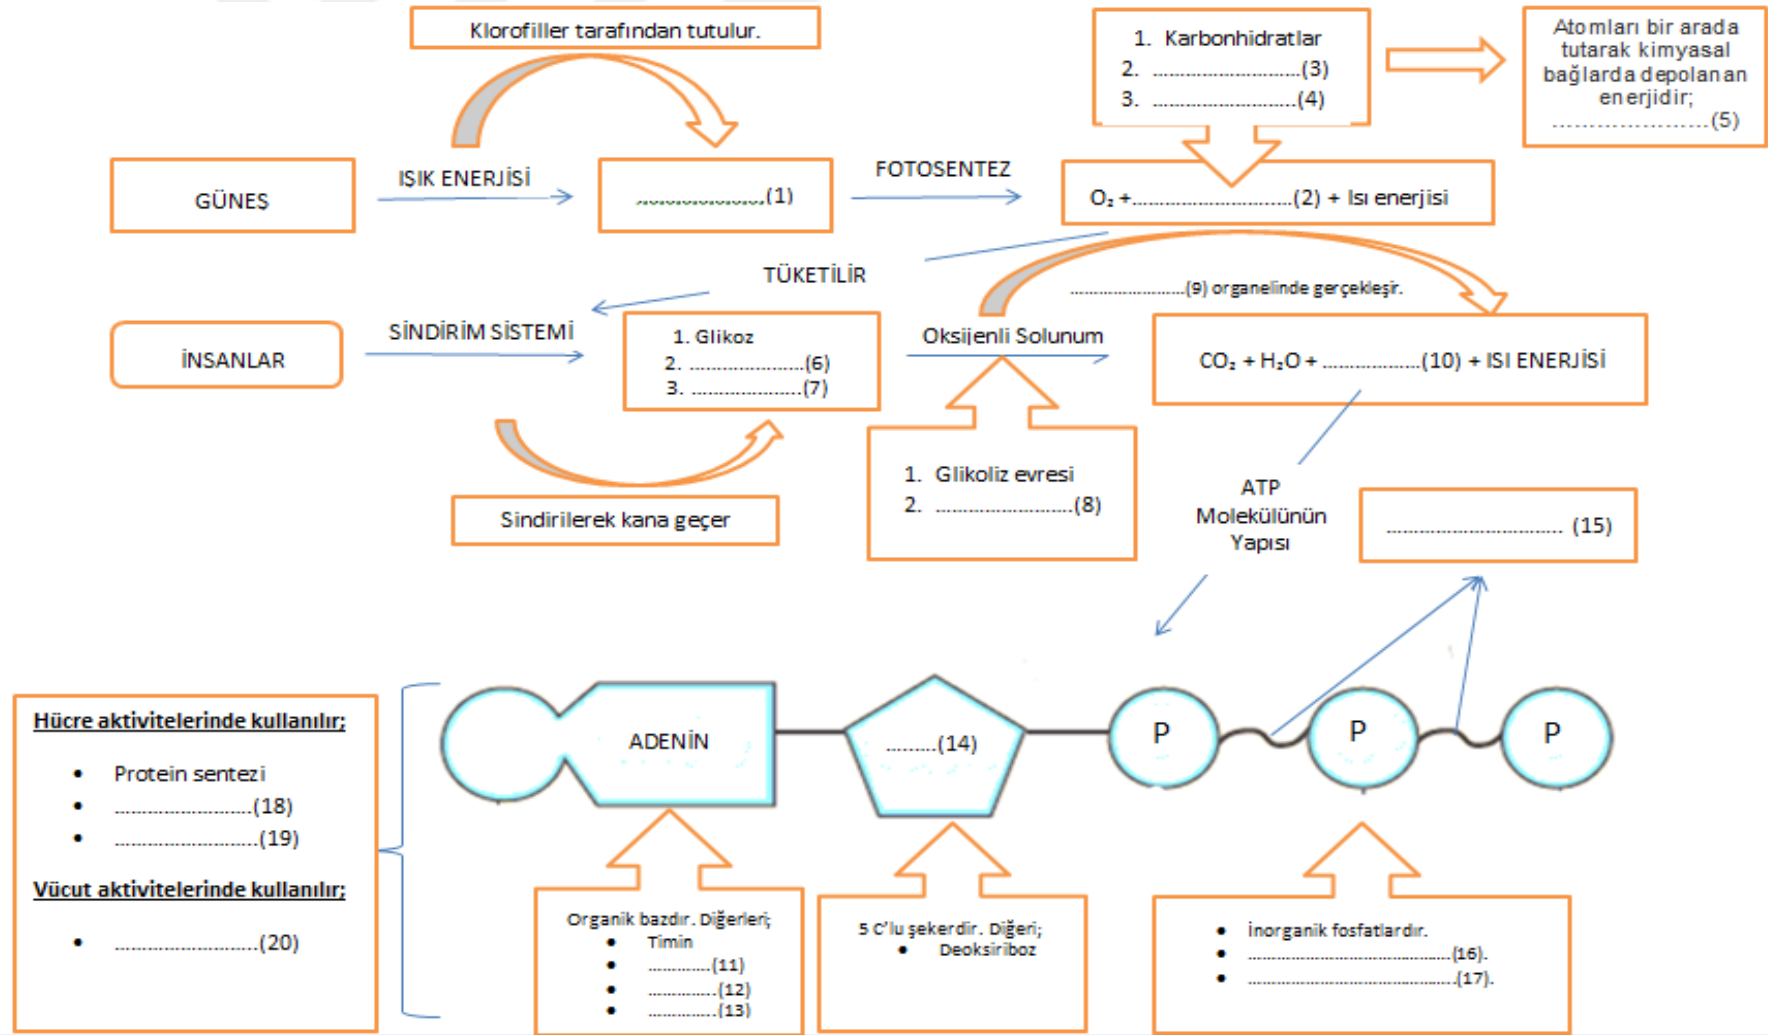 Klorofiller tarafından tutulur.
1. Karbonhidratlar
2. ............................(3)
3. ............................(4)
Atomları bir arada
tutarak kimyasal
bağlarda depolanan
enerjidir;
......................(5)
GÜNEŞ
IŞIK ENERJİSİ
........................(1)
FOTOSENTEZ
O₂ +............................(2) + Isı enerjisi
TÜKETİLİR
........................(9) organelinde gerçekleşir.
İNSANLAR
SİNDİRİM SİSTEMİ
1. Glikoz
2. ......................(6)
3. ......................(7)
Oksijenli Solunum
CO₂ + H₂O + ...................(10) + ISI ENERJİSİ
Sindirilerek kana geçer
1. Glikoliz evresi
2. ..........................(8)
ATP
Molekülünün
Yapısı
.................................. (15)
Hücre aktivitelerinde kullanılır;
• Protein sentezi
• ..........................(18)
• ...........................(19)
Vücut aktivitelerinde kullanılır;
• ...........................(20)
ADENİN
.........(14)
P
P
P
Organik bazdır. Diğerleri;
• Timin
• .............(11)
• ..............(12)
• ..............(13)
5 C'lu şekerdir. Diğeri;
• Deoksiriboz
• İnorganik fosfatlardır.
• ...........................................(16).
• ............................................(17).